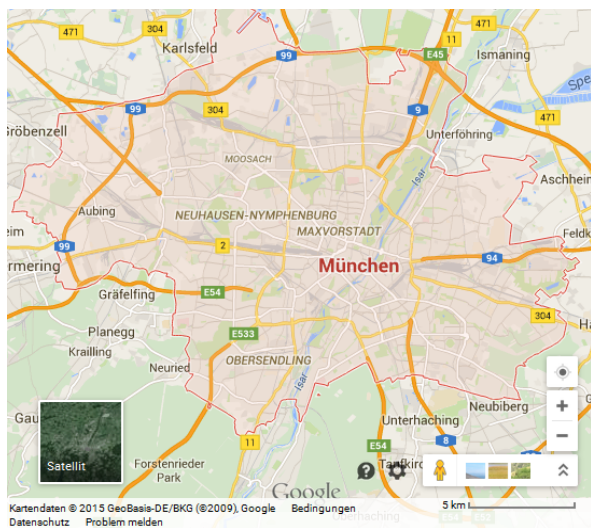 471
304
Karlsfeld
99
E45
11
Ismaning
99
304
9
471
Gröbenzell
Unterföhring
MOOSACH
Isar
Aschheim
Aubing
NEUHAUSEN-NYMPHENBURG
MAXVORSTADT
99
2
94
München
Gräfelfing
E54
304
Planegg
E533
Krailling
OBERSENDLING
Neuried
Isar
Neubiberg
Unterhaching
11
8
E54
Satellit
Forstenrieder
Park
Google
5 km
Kartendaten © 2015 GeoBasis-DE/BKG (©2009), Google
Bedingungen
Datenschutz
Problem melden